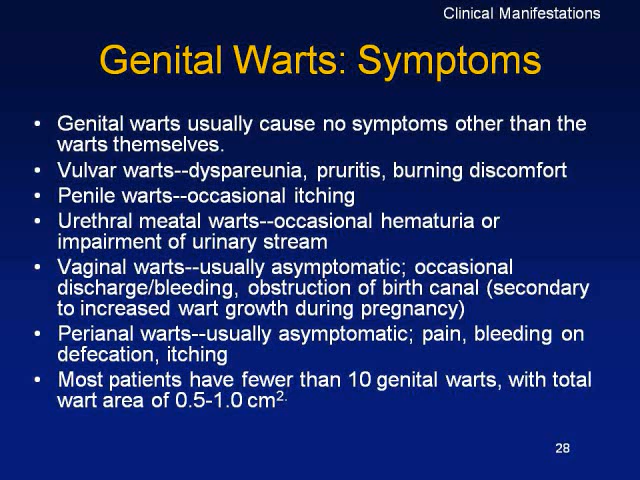 Clinical Manifestations
Genital Warts: Symptoms
• Genital warts usually cause no symptoms other than the
warts themselves.
• Vulvar warts--dyspareunia, pruritis, burning discomfort
• Penile warts--occasional itching
• Urethral meatal warts--occasional hematuria or
impairment of urinary stream
• Vaginal warts--usually asymptomatic; occasional
discharge/bleeding, obstruction of birth canal (secondary
to increased wart growth during pregnancy)
• Perianal warts--usually asymptomatic; pain, bleeding on
defecation, itching
• Most patients have fewer than 10 genital warts, with total
wart area of 0.5-1.0 cm².
28